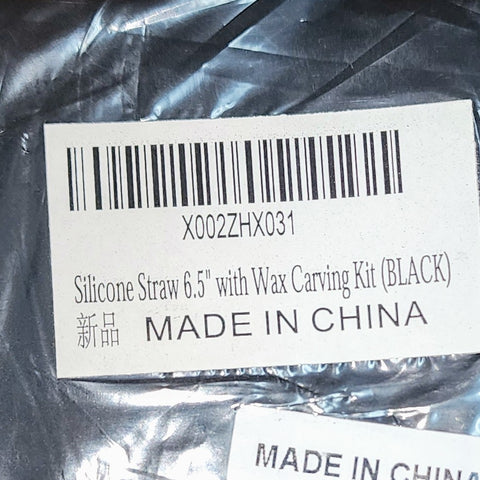 X002ZHX031
Silicone Straw 6.5" with Wax Carving Kit (BLACK)
新品 MADE IN CHINA
MADE IN CHINA